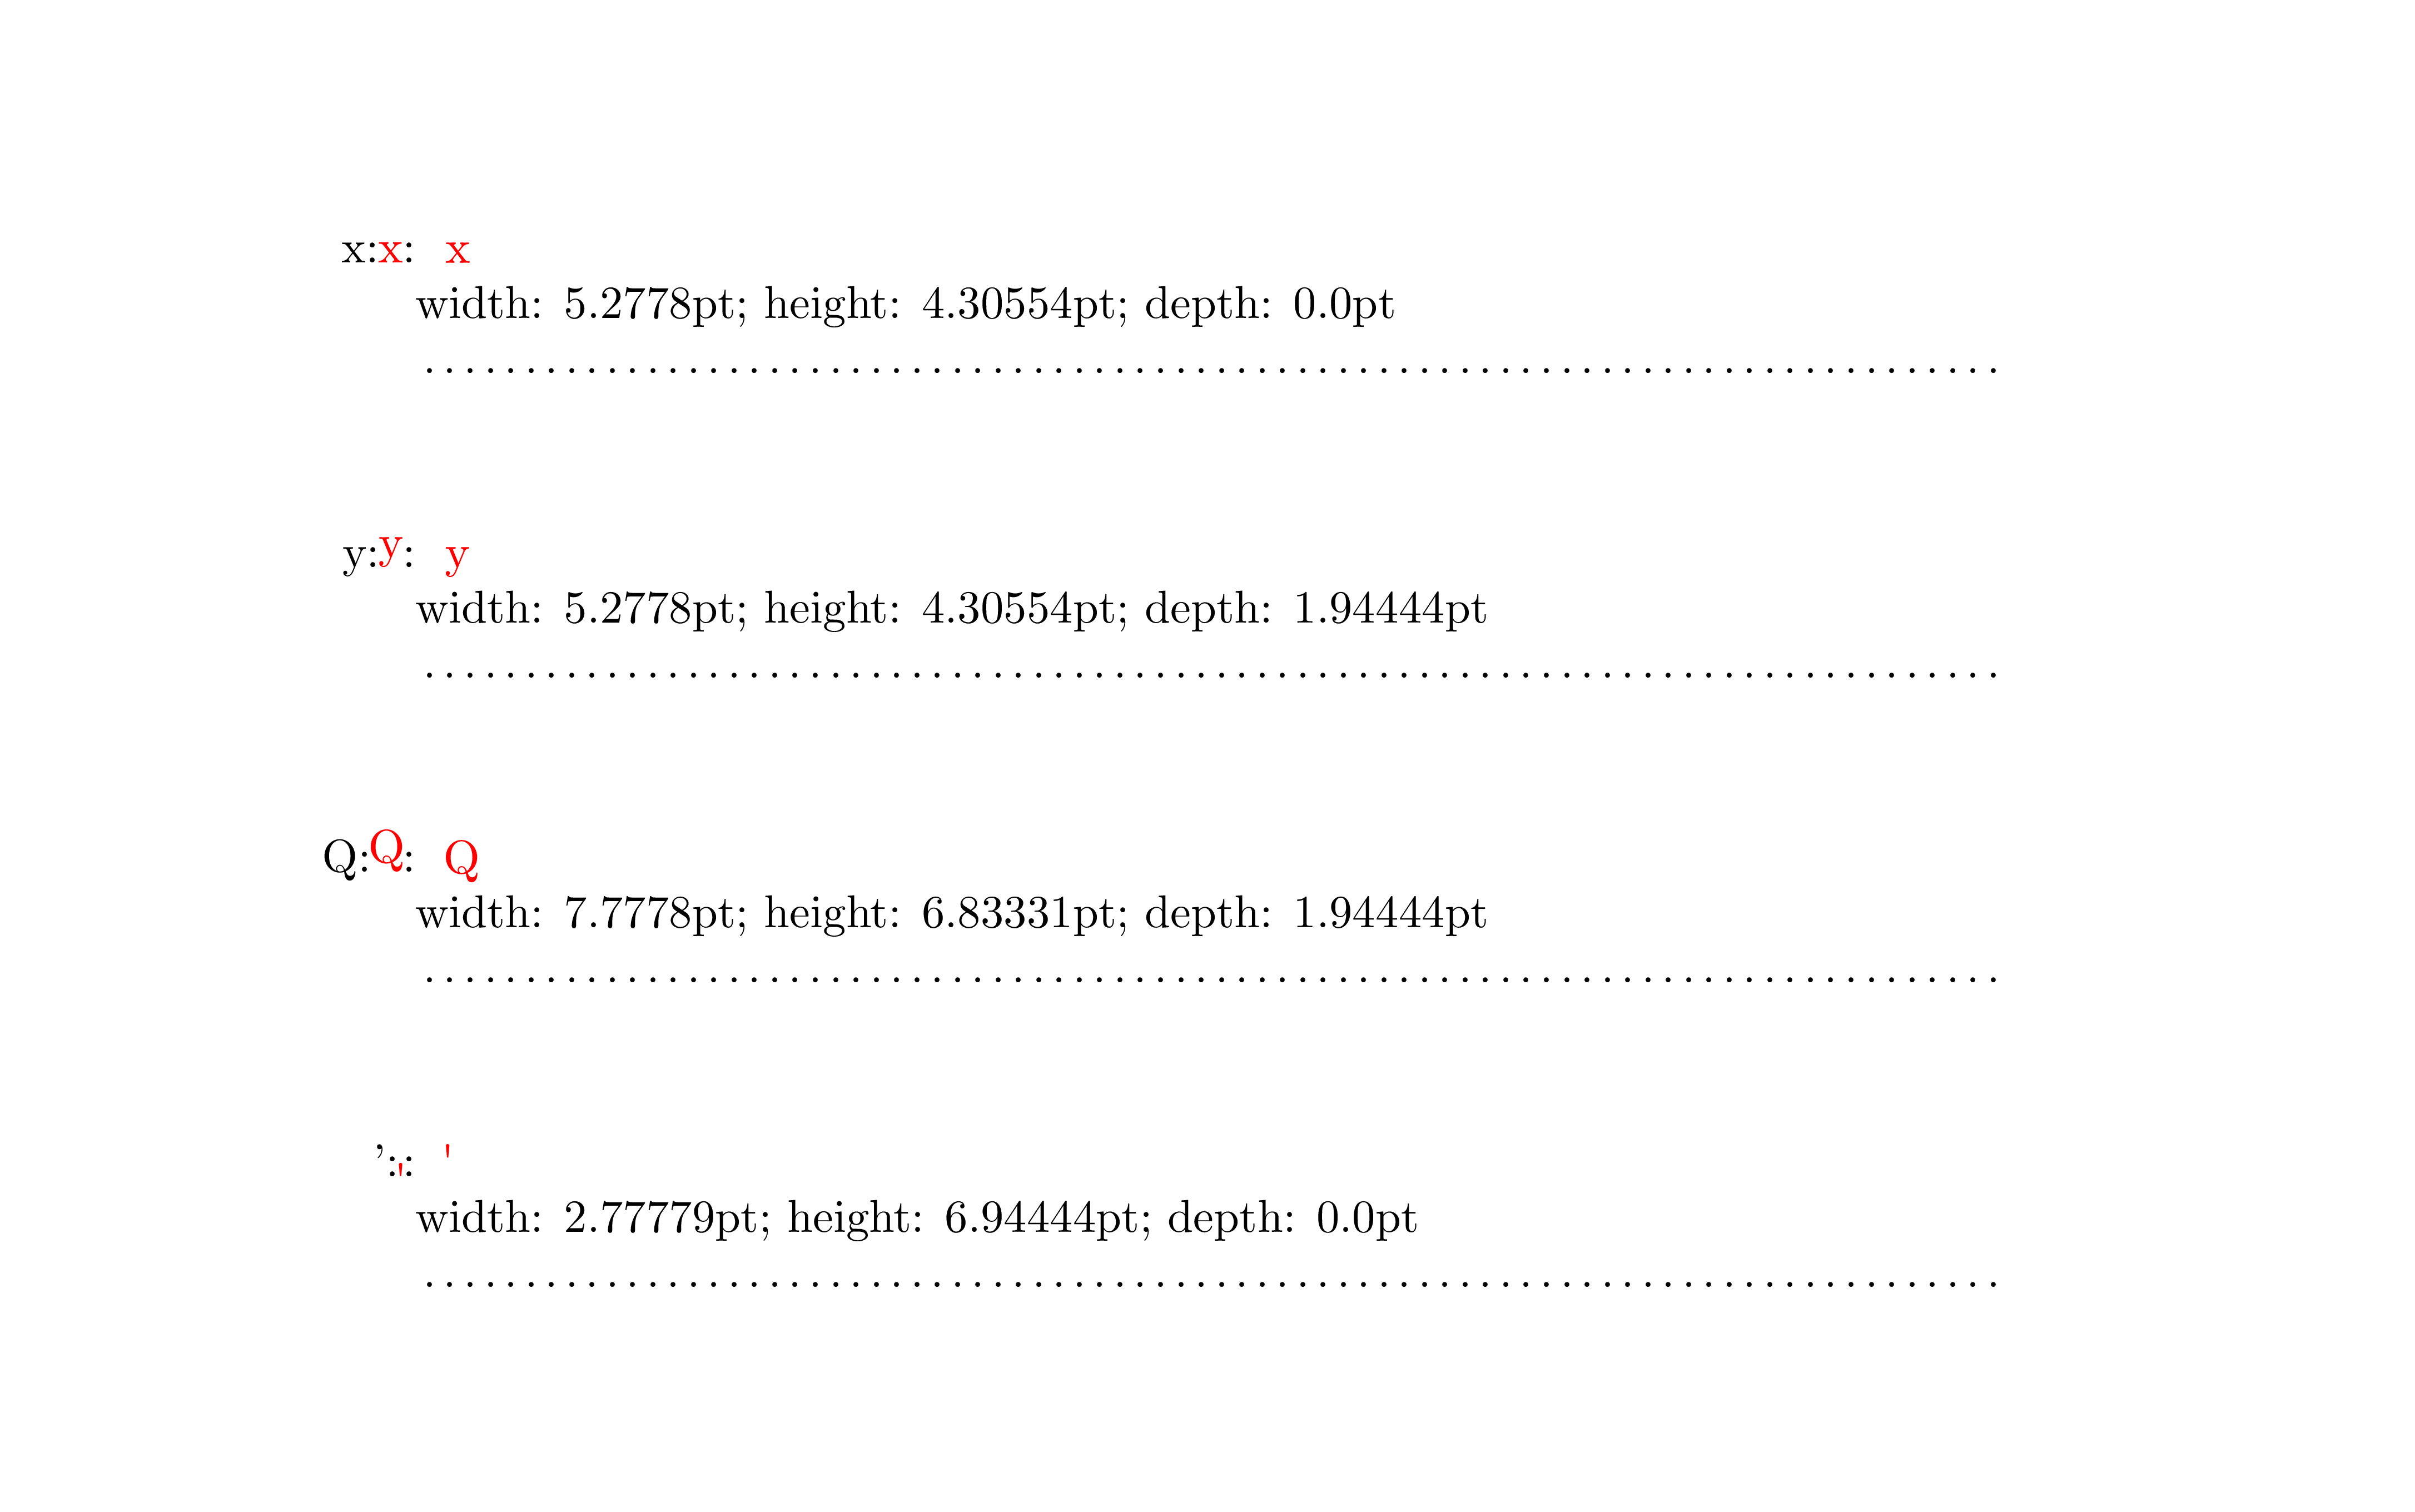 x:x: x
width: 5.2778pt; height: 4.30554pt; depth: 0.0pt
. . . . . . . . . . . . . . . . . . . . . . . . . . . . . . . . . . . . . . . . . . . . . . . . . . . . . . . . . . . . . . . . . . . . . . . . . . . . . .
y:y: y
width: 5.2778pt; height: 4.30554pt; depth: 1.94444pt
. . . . . . . . . . . . . . . . . . . . . . . . . . . . . . . . . . . . . . . . . . . . . . . . . . . . . . . . . . . . . . . . . . . . . . . . . . . . . .
Q:Q: Q
width: 7.7778pt; height: 6.83331pt; depth: 1.94444pt
. . . . . . . . . . . . . . . . . . . . . . . . . . . . . . . . . . . . . . . . . . . . . . . . . . . . . . . . . . . . . . . . . . . . . . . . . . . . . .
’:': '
width: 2.77779pt; height: 6.94444pt; depth: 0.0pt
. . . . . . . . . . . . . . . . . . . . . . . . . . . . . . . . . . . . . . . . . . . . . . . . . . . . . . . . . . . . . . . . . . . . . . . . . . . . . .